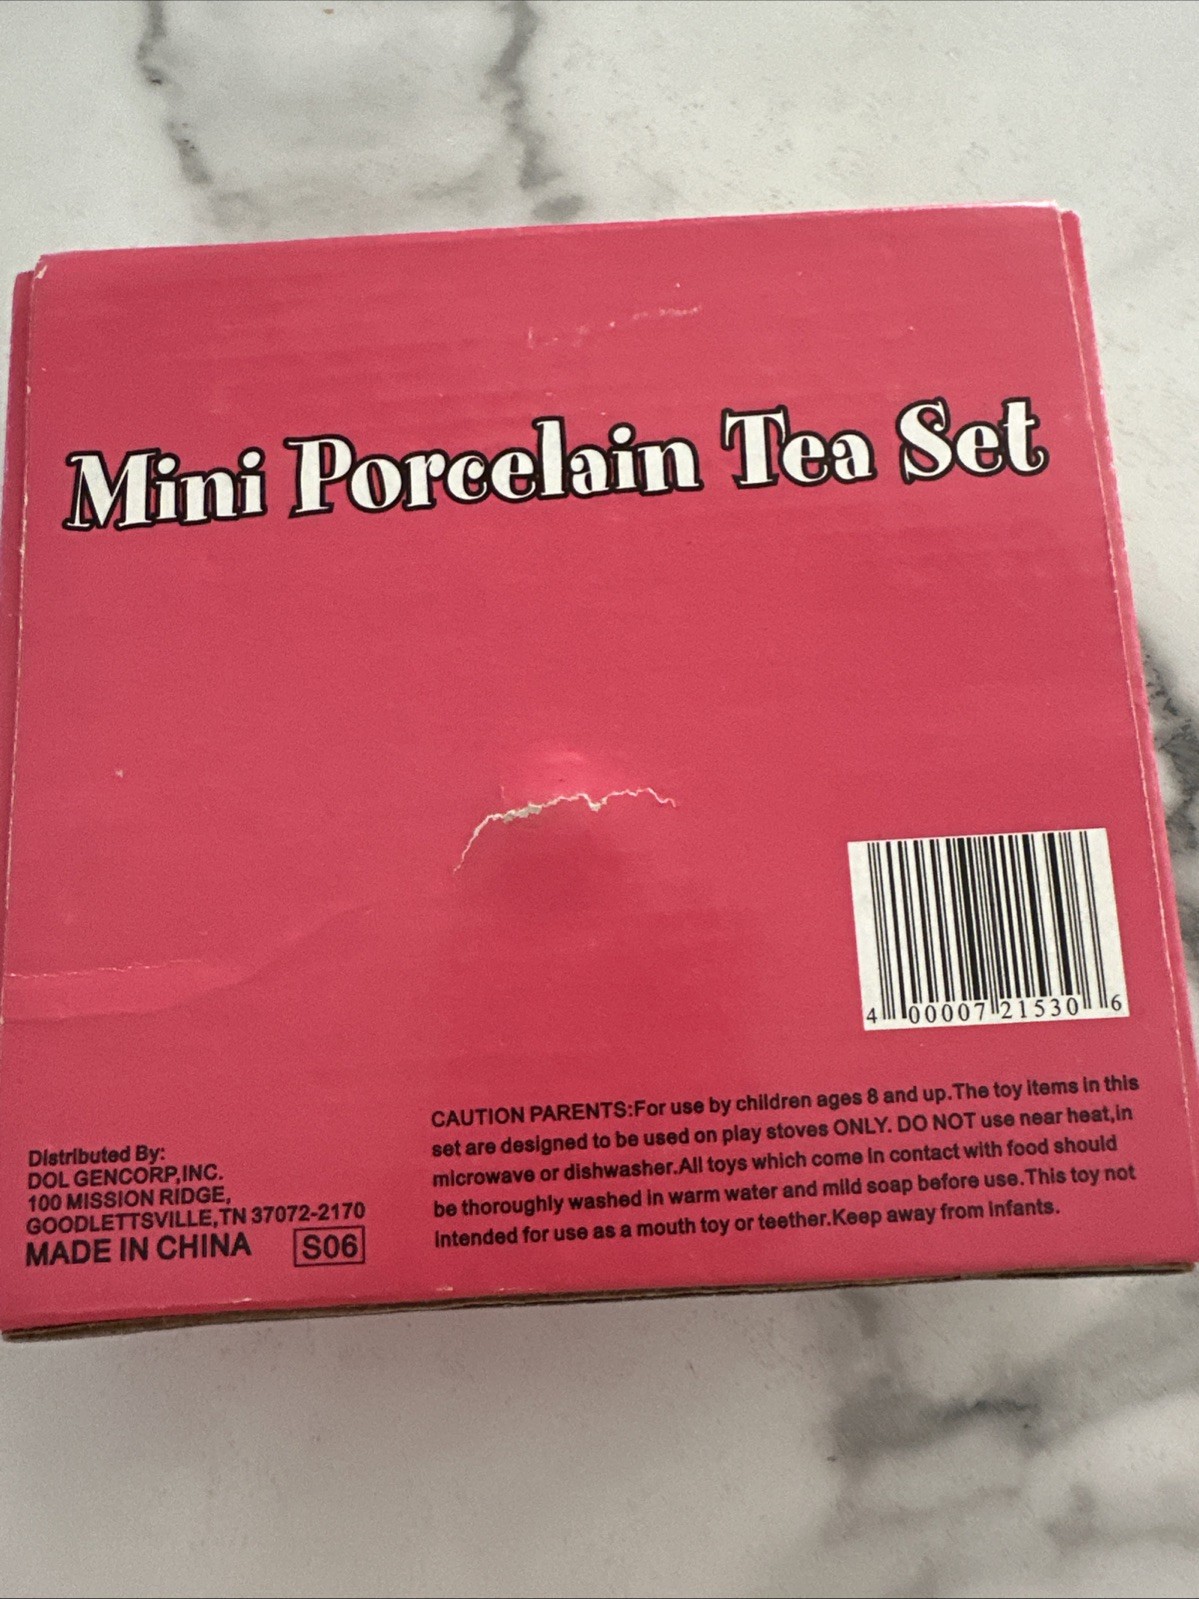 Mini Porcelain Tea Set
4 00007 21530 6
CAUTION PARENTS:For use by children ages 8 and up.The toy items in this
set are designed to be used on play stoves ONLY. DO NOT use near heat,in
microwave or dishwasher.All toys which come in contact with food should
be thoroughly washed in warm water and mild soap before use.This toy not
intended for use as a mouth toy or teether.Keep away from infants.
Distributed By:
DOL GENCORP,INC.
100 MISSION RIDGE,
GOODLETTSVILLE,TN 37072-2170
MADE IN CHINA S06